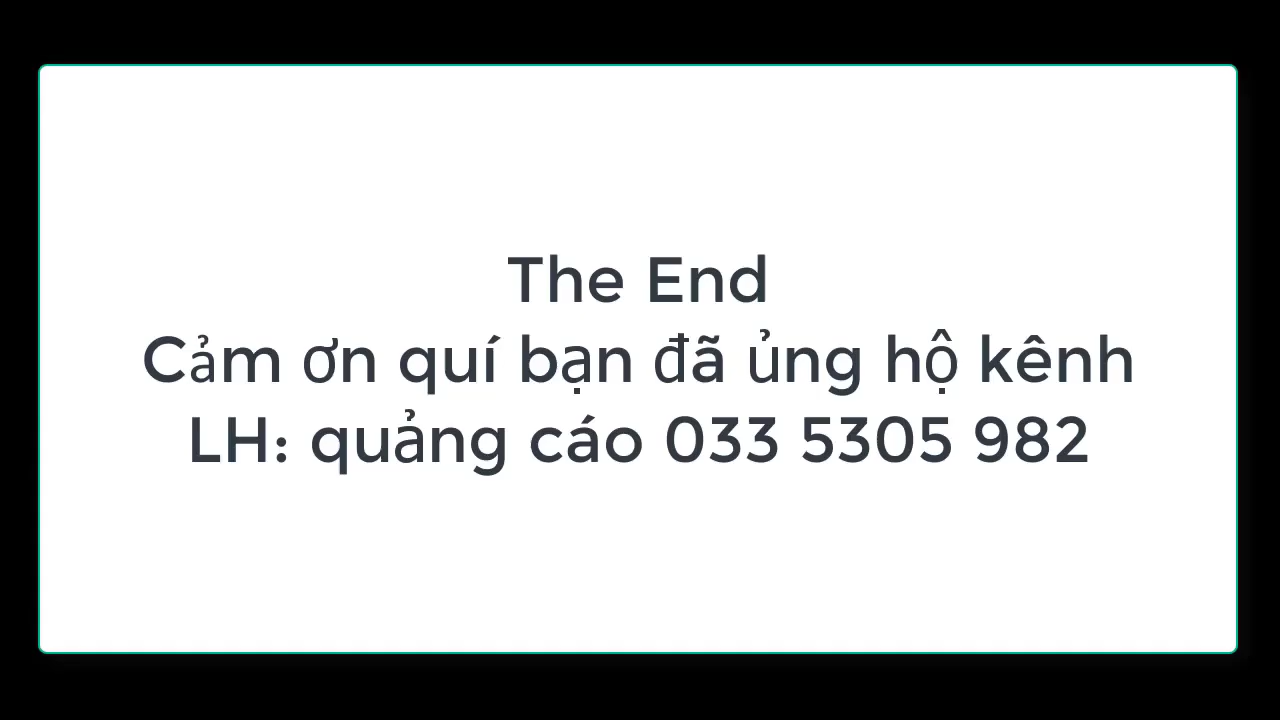 The End
Cảm ơn quí bạn đã ủng hộ kênh
LH: quảng cáo 033 5305 982